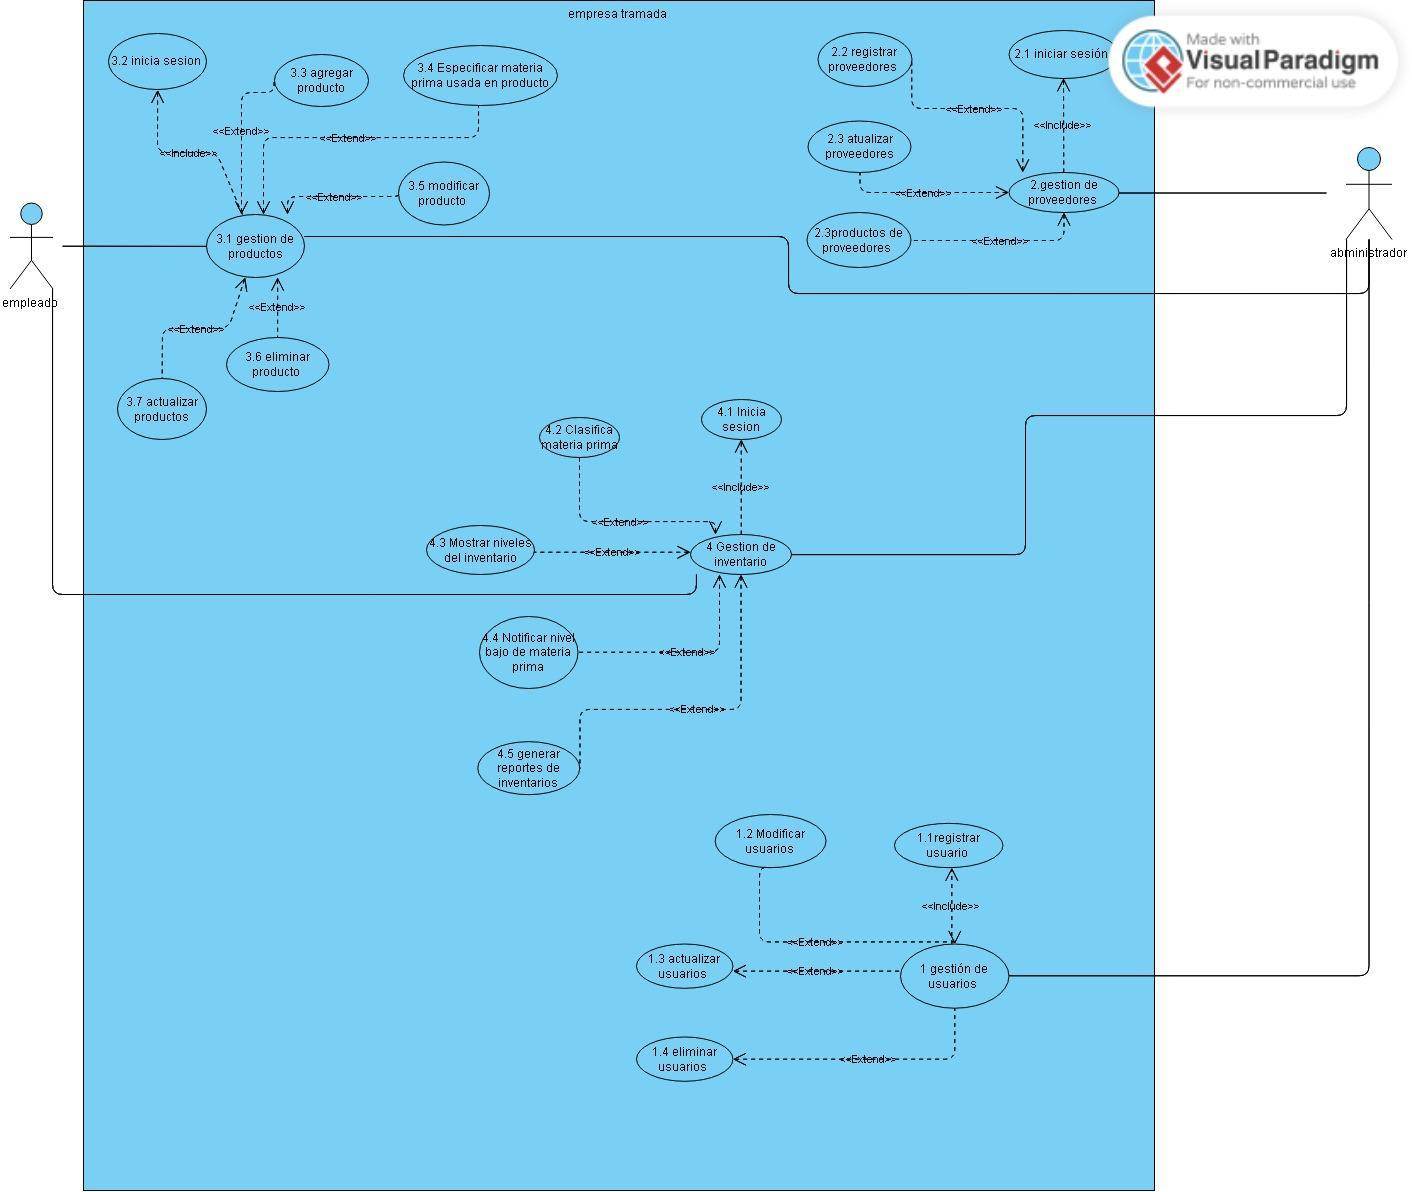 empresa tramada
Made with
VisualParadigm
For non-commercial use
3.2 inicia sesion
3.3 agregar
producto
3.4 Especificar materia
prima usada en producto
2.2 registrar
proveedores
2.1 iniciar sesión
<<Extend>>
<<Extend>>
<<Include>>
<<Extend>>
<<Include>>
2.3 atualizar
proveedores
3.5 modificar
producto
<<Extend>>
<<Extend>>
2.gestion de
proveedores
3.1 gestion de
productos
2.3productos de
proveedores
<<Extend>>
abministrador
empleado
<<Extend>>
<<Extend>>
3.6 eliminar
producto
3.7 actualizar
productos
4.1 Inicia
sesion
4.2 Clasifica
materia prima
<<Include>>
<<Extend>>
4.3 Mostrar niveles
del inventario
<<Extend>>
4 Gestion de
inventario
4.4 Notificar nivel
bajo de materia
prima
<<Extend>>
<<Extend>>
4.5 generar
reportes de
inventarios
1.2 Modificar
usuarios
1.1registrar
usuario
<<Include>>
<<Extend>>
1.3 actualizar
usuarios
<<Extend>>
1 gestión de
usuarios
1.4 eliminar
usuarios
<<Extend>>